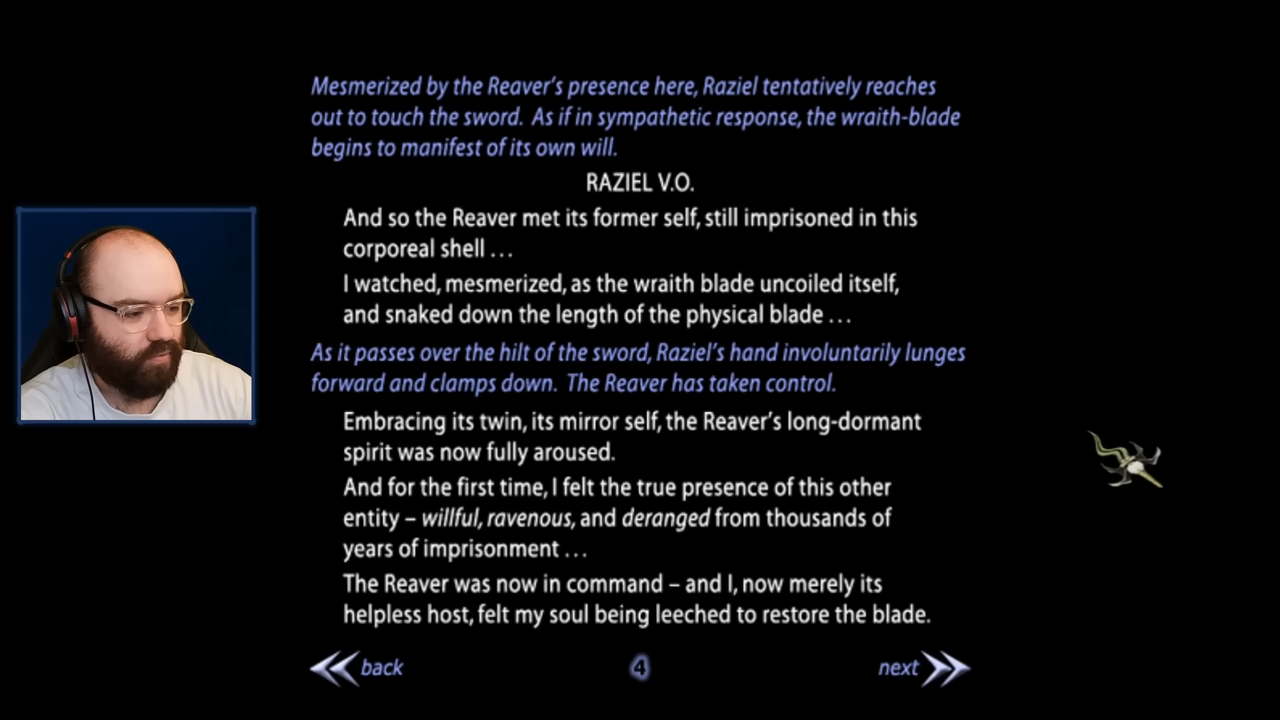 Mesmerized by the Reaver's presence here, Raziel tentatively reaches
out to touch the sword.  As if in sympathetic response, the wraith-blade
begins to manifest of its own will.
RAZIEL V.O.
And so the Reaver met its former self, still imprisoned in this
corporeal shell . . .
I watched, mesmerized, as the wraith blade uncoiled itself,
and snaked down the length of the physical blade . . .
As it passes over the hilt of the sword, Raziel's hand involuntarily lunges
forward and clamps down.  The Reaver has taken control.
Embracing its twin, its mirror self, the Reaver's long-dormant
spirit was now fully aroused.
And for the first time, I felt the true presence of this other
entity – willful, ravenous, and deranged from thousands of
years of imprisonment . . .
The Reaver was now in command – and I, now merely its
helpless host, felt my soul being leeched to restore the blade.
back 4 next